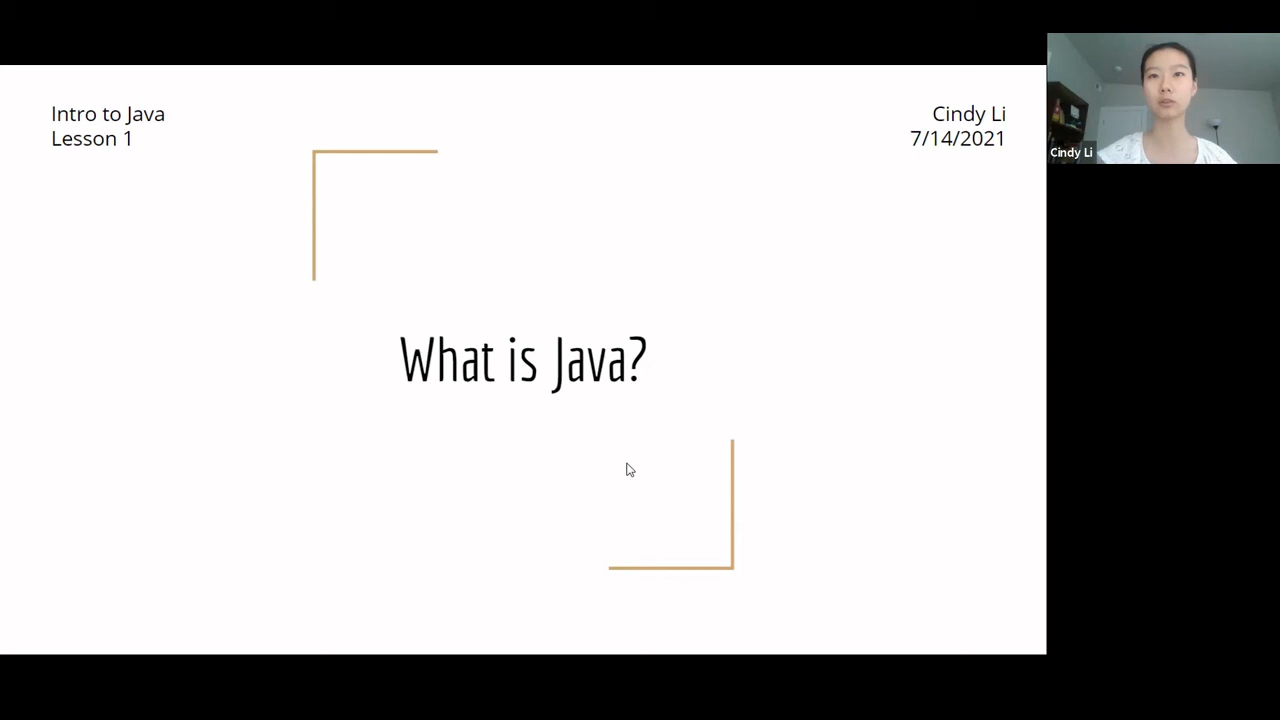 Intro to Java
Lesson 1
Cindy Li
7/14/2021
What is Java?
Cindy Li